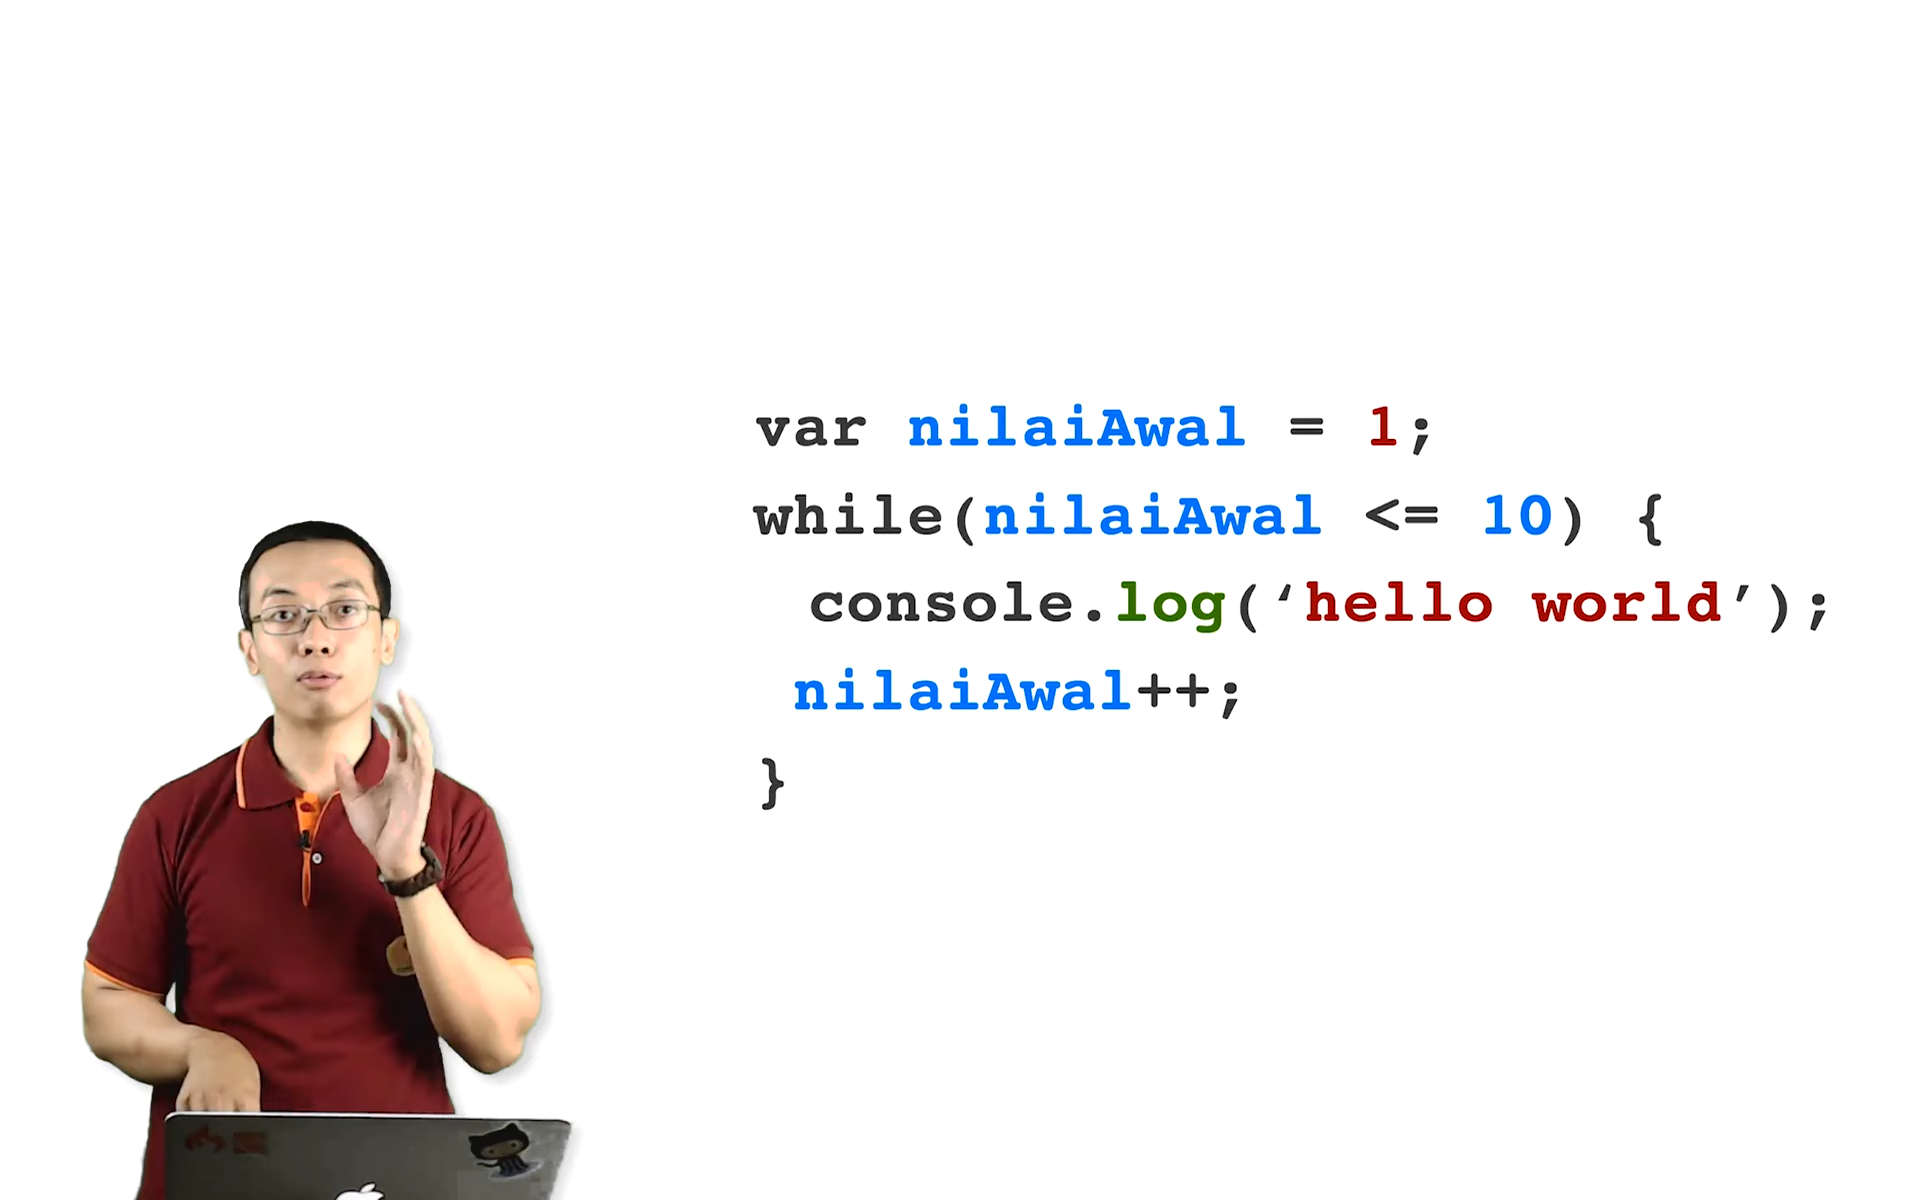 var nilaiAwal = 1;
while(nilaiAwal <= 10) {
console.log(‘hello world’);
nilaiAwal++;
}